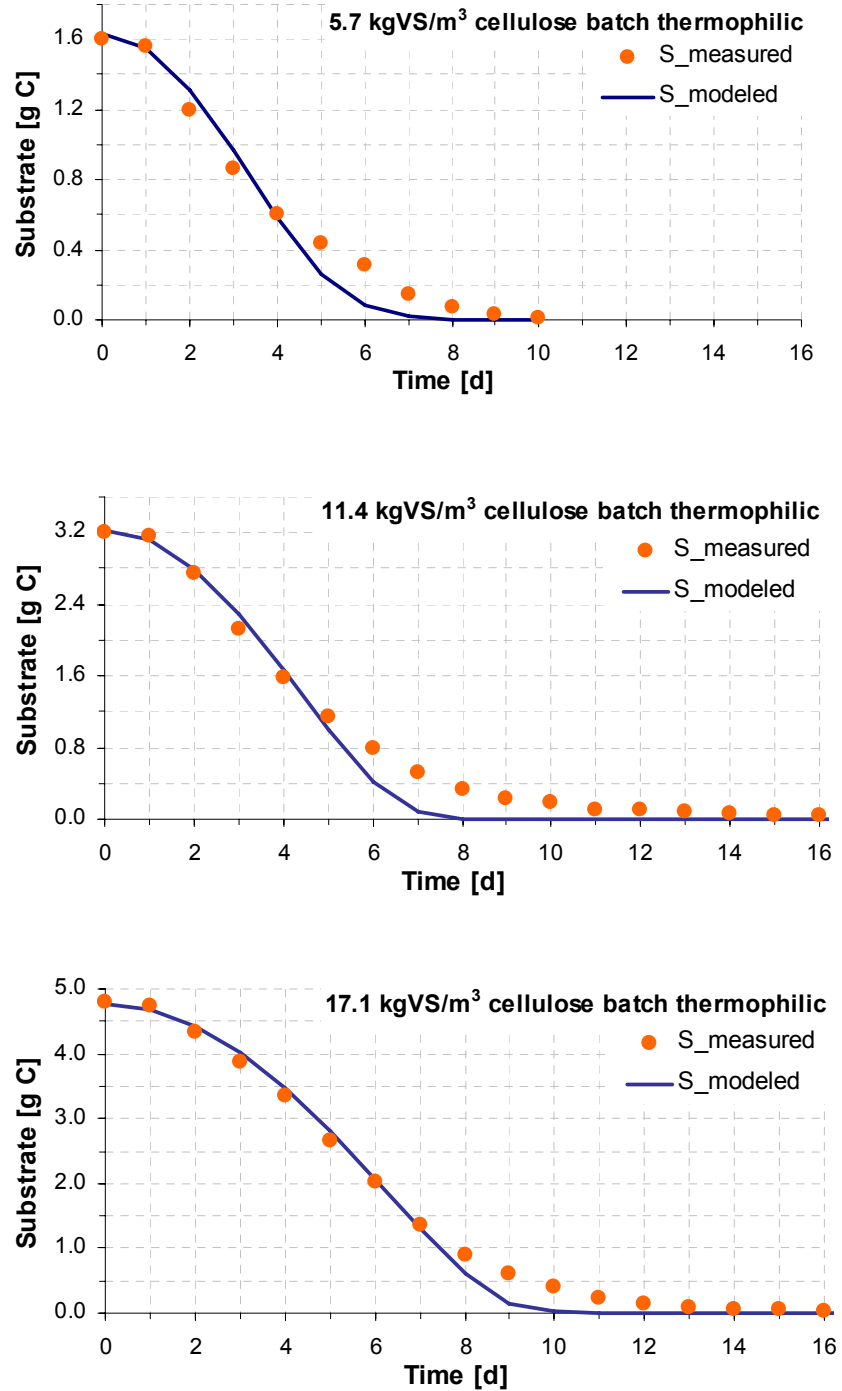 5.7 kgVS/m³ cellulose batch thermophilic
S_measured
S_modeled
Substrate [g C]
1.6
1.2
0.8
0.4
0.0
0 2 4 6 8 10 12 14 16
Time [d]
11.4 kgVS/m³ cellulose batch thermophilic
S_measured
S_modeled
Substrate [g C]
3.2
2.4
1.6
0.8
0.0
0 2 4 6 8 10 12 14 16
Time [d]
17.1 kgVS/m³ cellulose batch thermophilic
S_measured
S_modeled
Substrate [g C]
5.0
4.0
3.0
2.0
1.0
0.0
0 2 4 6 8 10 12 14 16
Time [d]